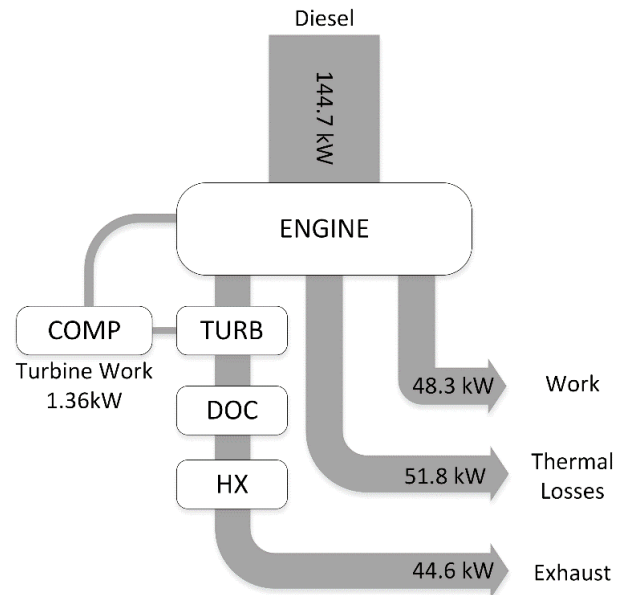 Diesel
144.7 kW
ENGINE
COMP
TURB
Turbine Work
1.36kW
DOC
48.3 kW
Work
HX
51.8 kW
Thermal
Losses
44.6 kW
Exhaust